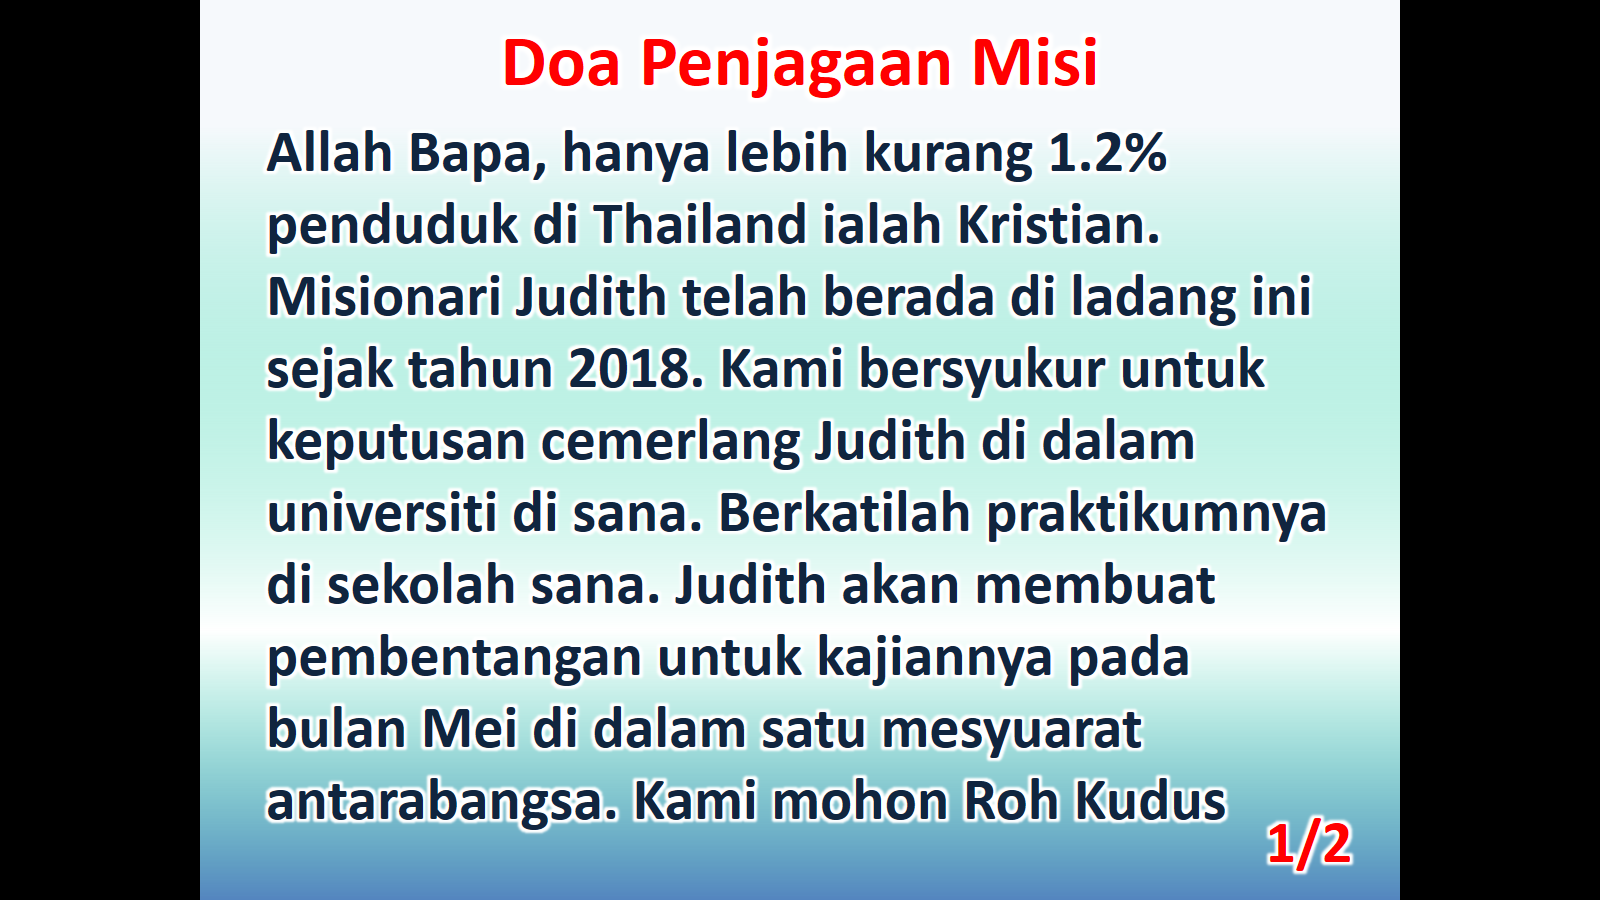 Doa Penjagaan Misi
Allah Bapa, hanya lebih kurang 1.2%
penduduk di Thailand ialah Kristian.
Misionari Judith telah berada di ladang ini
sejak tahun 2018. Kami bersyukur untuk
keputusan cemerlang Judith di dalam
universiti di sana. Berkatilah praktikumnya
di sekolah sana. Judith akan membuat
pembentangan untuk kajiannya pada
bulan Mei di dalam satu mesyuarat
antarabangsa. Kami mohon Roh Kudus
1/2